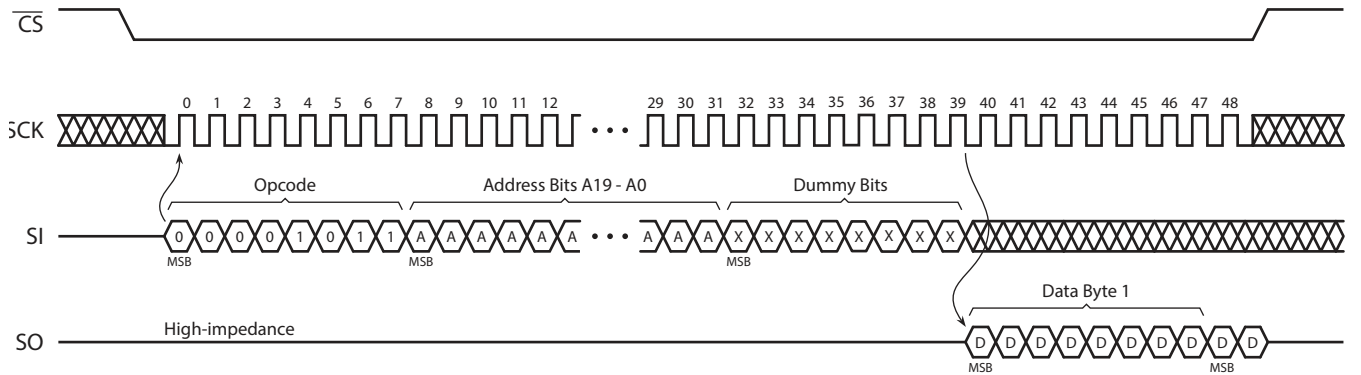 CS
0 1 2 3 4 5 6 7 8 9 10 11 12 29 30 31 32 33 34 35 36 37 38 39 40 41 42 43 44 45 46 47 48
SCK
Opcode Address Bits A19 - A0 Dummy Bits
SI 0 0 0 0 1 0 1 1 A A A A A A A A A X X X X X X X X
MSB MSB MSB
Data Byte 1
High-impedance
SO D D D D D D D D D D
MSB MSB